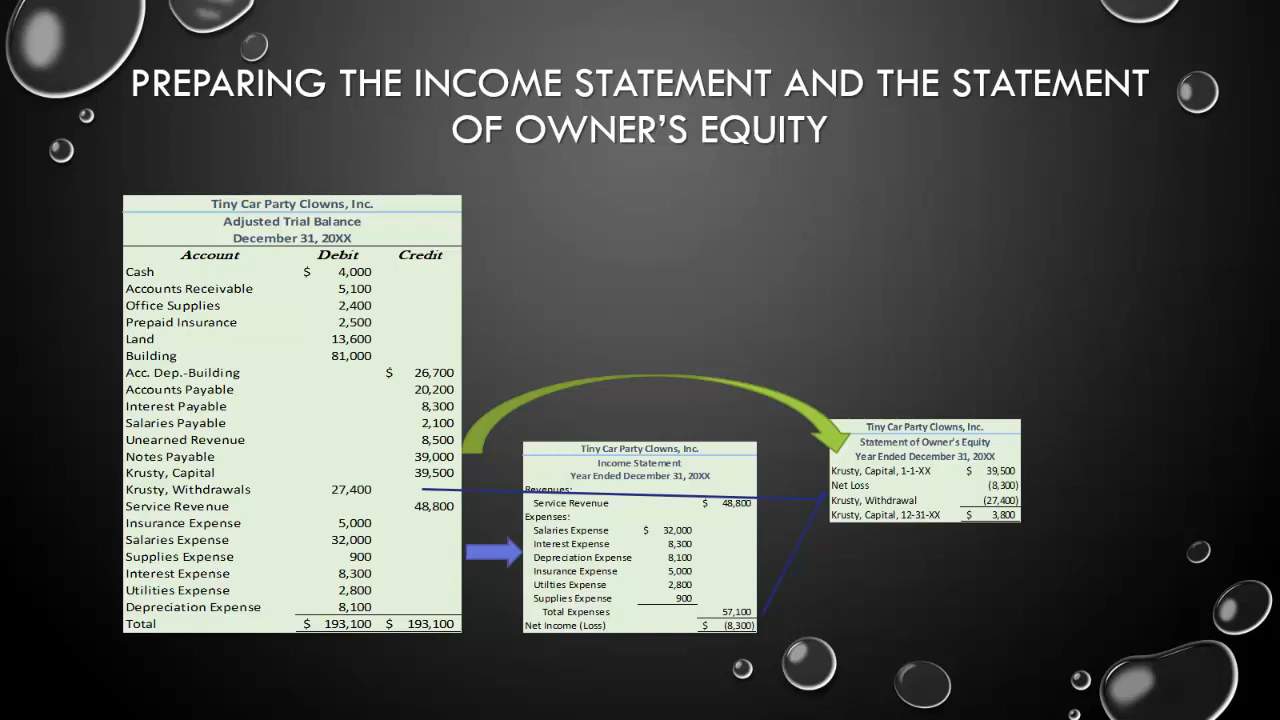 PREPARING THE INCOME STATEMENT AND THE STATEMENT
OF OWNER'S EQUITY
Tiny Car Party Clowns, Inc.
Adjusted Trial Balance
December 31, 20XX
Account Debit Credit
Cash $ 4,000
Accounts Receivable 5,100
Office Supplies 2,400
Prepaid Insurance 2,500
Land 13,600
Building 81,000
Acc. Dep.-Building $ 26,700
Accounts Payable 20,200
Interest Payable 8,300
Salaries Payable 2,100
Unearned Revenue 8,500
Notes Payable 39,000
Krusty, Capital 39,500
Krusty, Withdrawals 27,400
Service Revenue 48,800
Insurance Expense 5,000
Salaries Expense 32,000
Supplies Expense 900
Interest Expense 8,300
Utilities Expense 2,800
Depreciation Expense 8,100
Total $ 193,100 $ 193,100
Tiny Car Party Clowns, Inc.
Income Statement
Year Ended December 31, 20XX
Revenues:
Service Revenue $ 48,800
Expenses:
Salaries Expense $ 32,000
Interest Expense 8,300
Depreciation Expense 8,100
Insurance Expense 5,000
Utilties Expense 2,800
Supplies Expense 900
Total Expenses 57,100
Net Income (Loss) $ (8,300)
Tiny Car Party Clowns, Inc.
Statement of Owner's Equity
Year Ended December 31, 20XX
Krusty, Capital, 1-1-XX $ 39,500
Net Loss (8,300)
Krusty, Withdrawal (27,400)
Krusty, Capital, 12-31-XX $ 3,800